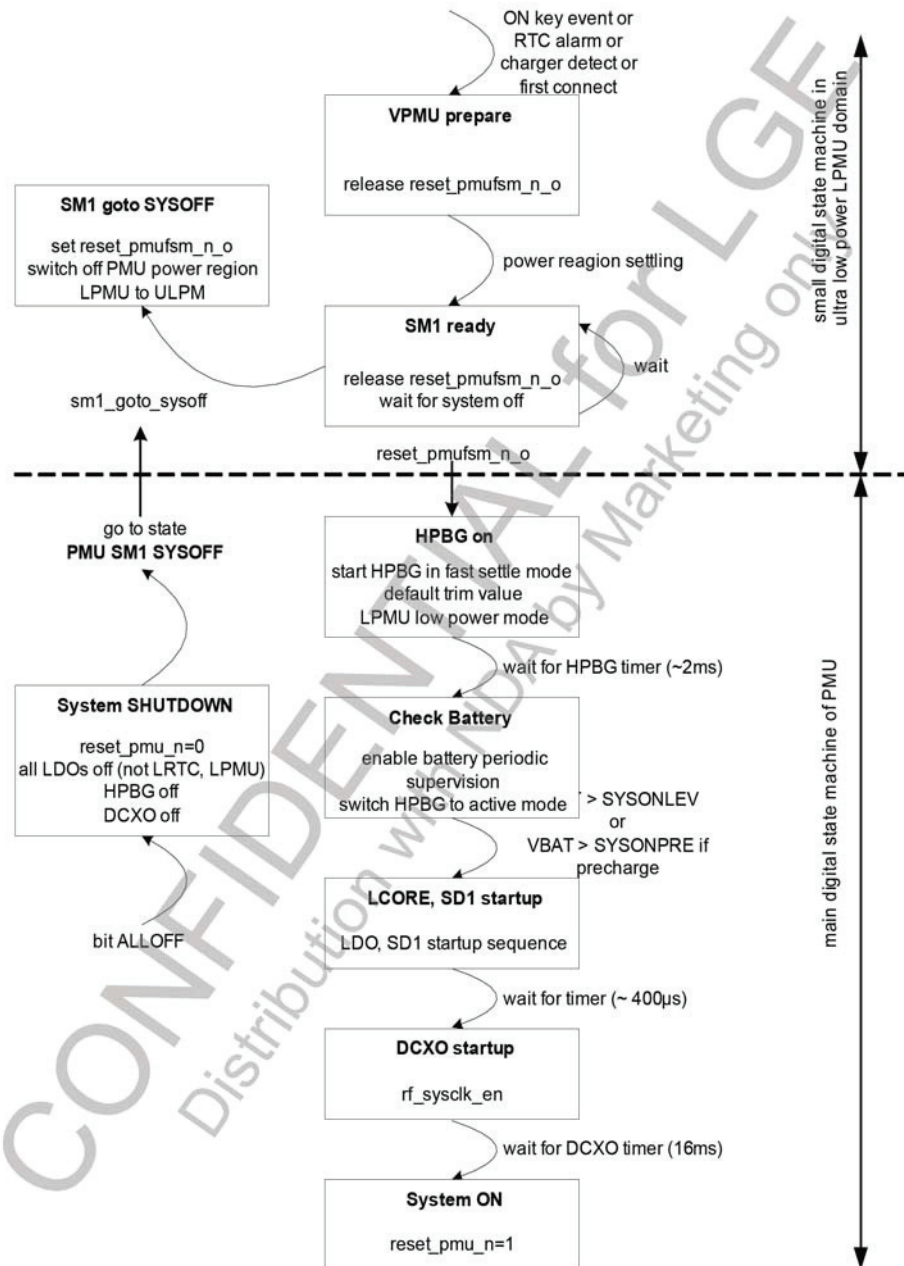 ON key event or
RTC alarm or
charger detect or
first connect
VPMU prepare
release reset_pmufsm_n_o
SM1 goto SYSOFF
set reset_pmufsm_n_o
switch off PMU power region
LPMU to ULPM
power reagion settling
SM1 ready
release reset_pmufsm_n_o
wait for system off
wait
small digital state machine in
ultra low power LPMU domain
sm1_goto_sysoff
reset_pmufsm_n_o
go to state
PMU SM1 SYSOFF
HPBG on
start HPBG in fast settle mode
default trim value
LPMU low power mode
wait for HPBG timer (~2ms)
System SHUTDOWN
reset_pmu_n=0
all LDOs off (not LRTC, LPMU)
HPBG off
DCXO off
Check Battery
enable battery periodic
supervision
switch HPBG to active mode
> SYSONLEV
or
VBAT > SYSONPRE if
precharge
bit ALLOFF
LCORE, SD1 startup
LDO, SD1 startup sequence
wait for timer (~ 400µs)
DCXO startup
rf_sysclk_en
wait for DCXO timer (16ms)
System ON
reset_pmu_n=1
main digital state machine of PMU
CONFIDENTIAL for LGE
Distribution with NDA by Marketing only